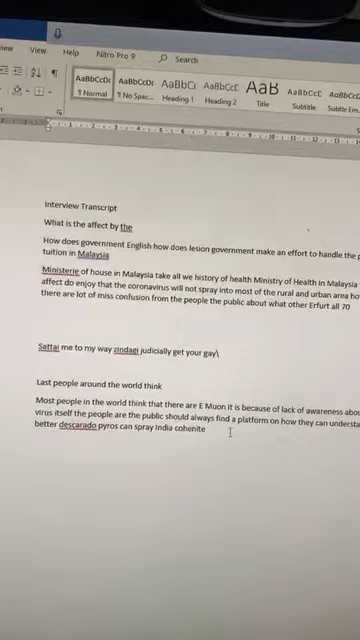 View Help Nitro Pro 9 Search
AaBbCcDc AaBbCcDc AaBbCc AaBbCcC AaB AaBbCcC AaBbCcD
¶ Normal ¶ No Spac... Heading 1 Heading 2 Title Subtitle Subtle Em...
Interview Transcript
What is the affect by the
How does government English how does lesion government make an effort to handle the
tuition in Malaysia
Ministerie of house in Malaysia take all we history of health Ministry of Health in Malaysia
affect do enjoy that the coronavirus will not spray into most of the rural and urban area
there are lot of miss confusion from the people the public about what other Erfurt all 70
Sattai me to my way zindagi judicially get your gay\
Last people around the world think
Most people in the world think that there are E Muon It is because of lack of awareness
virus itself the people are the public should always find a platform on how they can
better descarado pyros can spray India cohenite